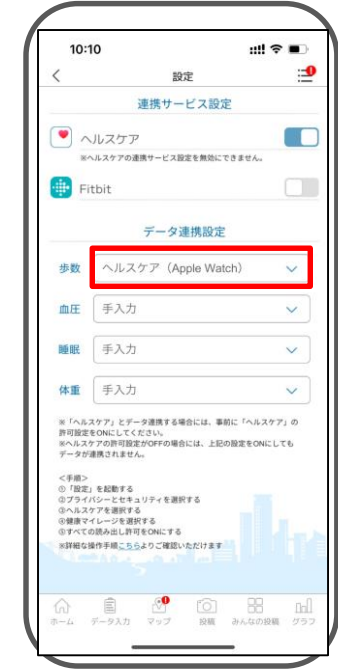 10:10
設定
連携サービス設定
ヘルスケア
※ヘルスケアの連携サービス設定を無効にできません。
Fitbit
データ連携設定
歩数 ヘルスケア（Apple Watch）
血圧 手入力
睡眠 手入力
体重 手入力
※「ヘルスケア」とデータ連携する場合には、事前に「ヘルスケア」の
許可設定をONにしてください。
※ヘルスケアの許可設定がOFFの場合には、上記の設定をONにしても
データが連携されません。
＜手順＞
①「設定」を起動する
②プライバシーとセキュリティを選択する
③ヘルスケアを選択する
④健康マイレージを選択する
⑤すべての読み出し許可をONにする
※詳細な操作手順こちらよりご確認いただけます
ホーム データ入力 マップ 投稿 みんなの投稿 グラフ